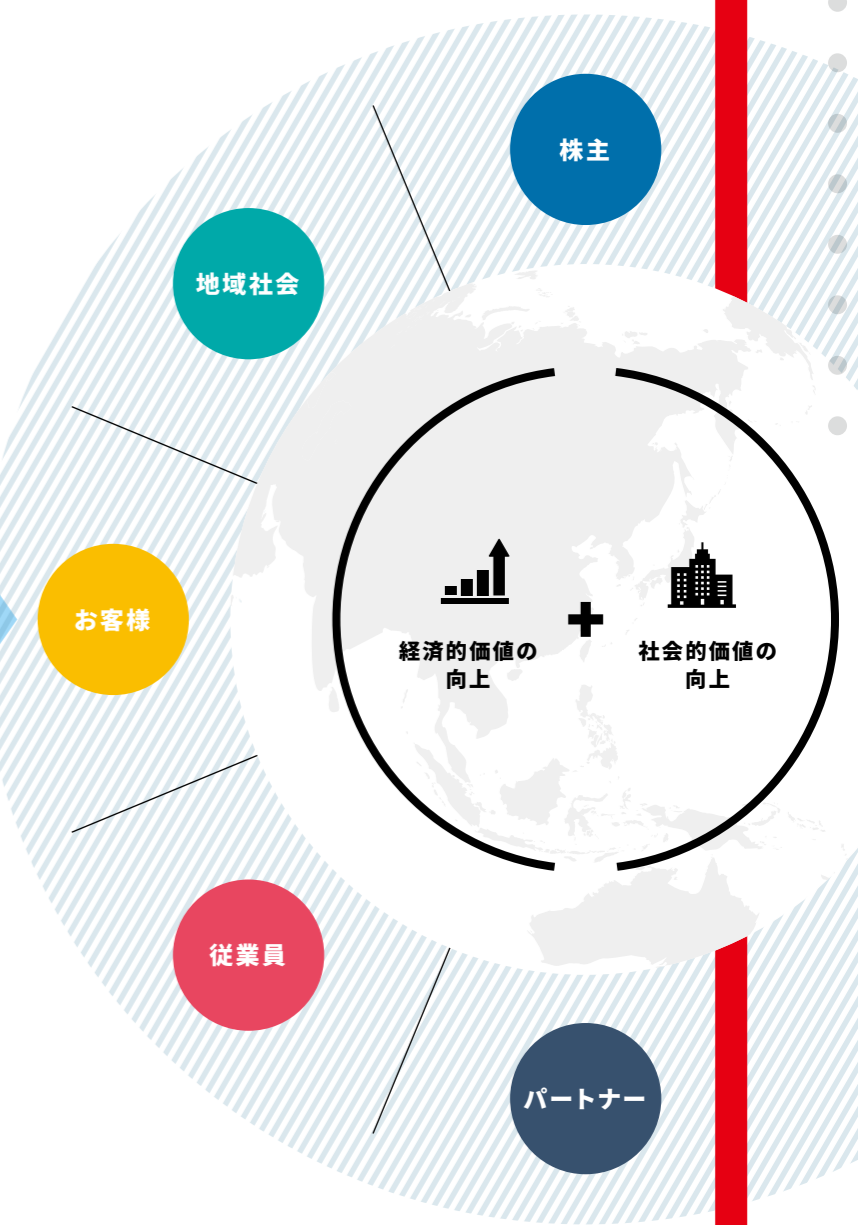 株主
地域社会
お客様
経済的価値の
向上
社会的価値の
向上
従業員
パートナー